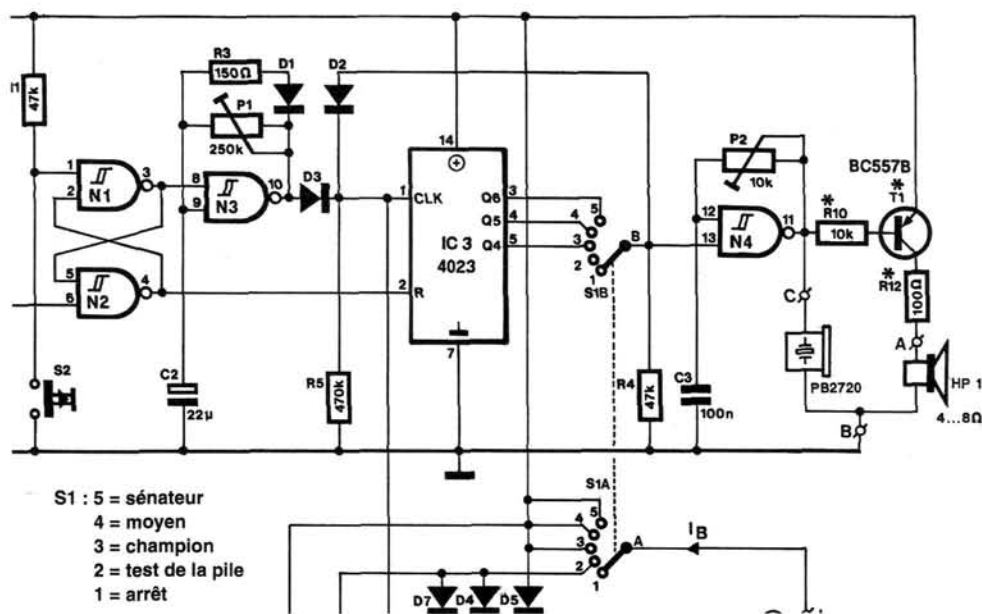 R3
D1
D2
150Ω
47k
P1
14
P2
BC557B
250k
10k
*
T1
1
3
8
10
D3
1
CLK
Q6
3
5
12
11
*
R10
2
N1
9
N3
Q5
4
4
B
13
N4
10k
IC 3
Q4
5
3
4023
2
1
S1B
*
R12
5
4
2
R
100Ω
6
N2
C
A
7
S2
C2
R5
R4
C3
PB2720
HP 1
22µ
470k
47k
100n
4...8Ω
B
S1A
S1 : 5 = sénateur
4 = moyen
3 = champion
2 = test de la pile
1 = arrêt
5
4
3
A
IB
2
1
D7
D4
D5